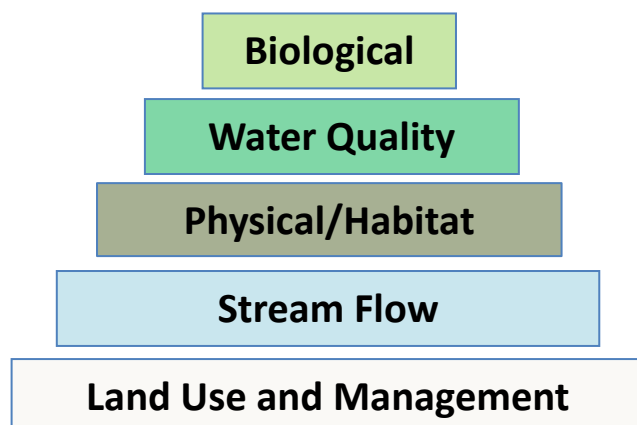 Biological
Water Quality
Physical/Habitat
Stream Flow
Land Use and Management